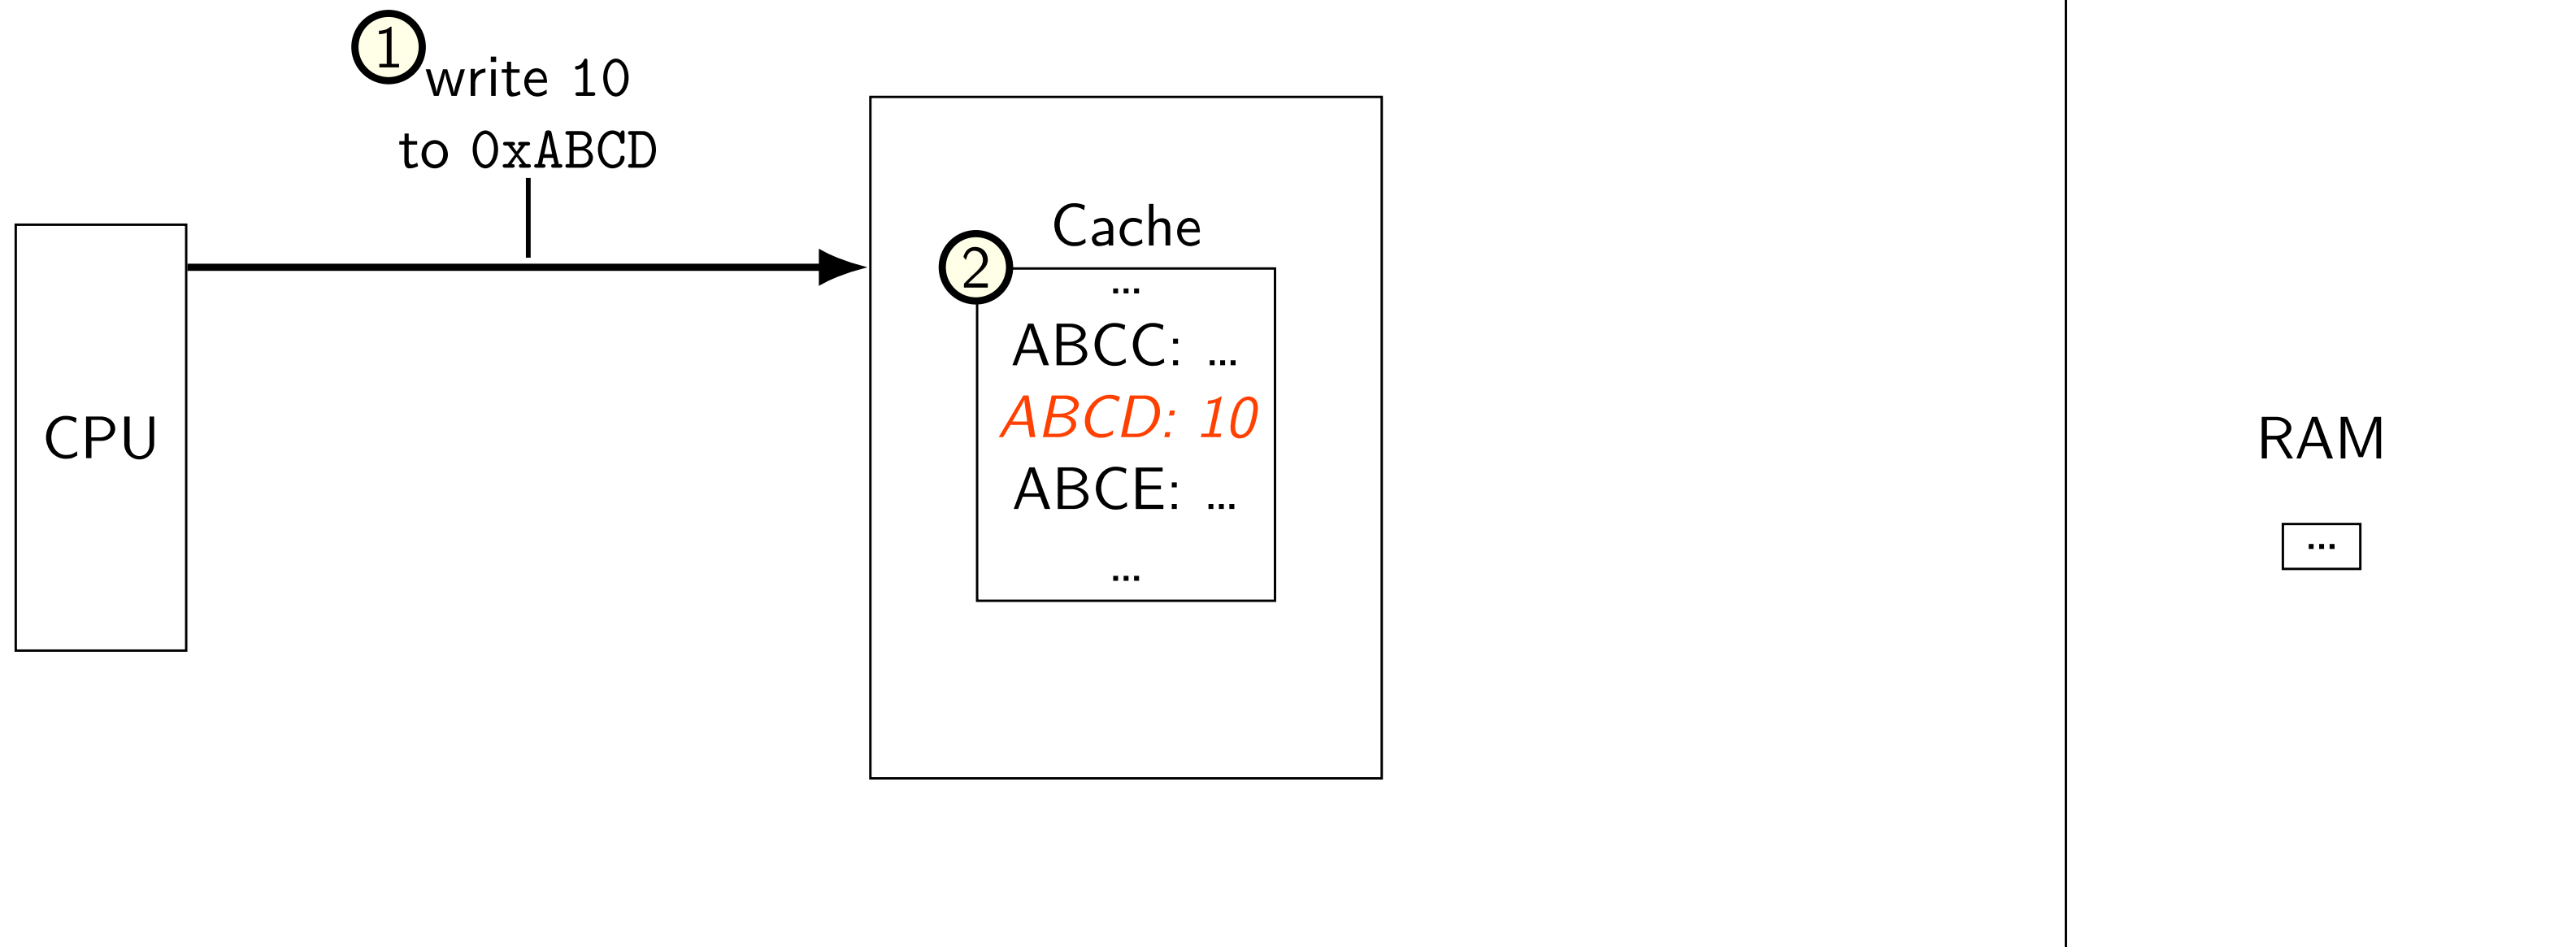 1
write 10
to 0xABCD
CPU
Cache
2
...
ABCC: ...
ABCD: 10
ABCE: ...
...
RAM
...